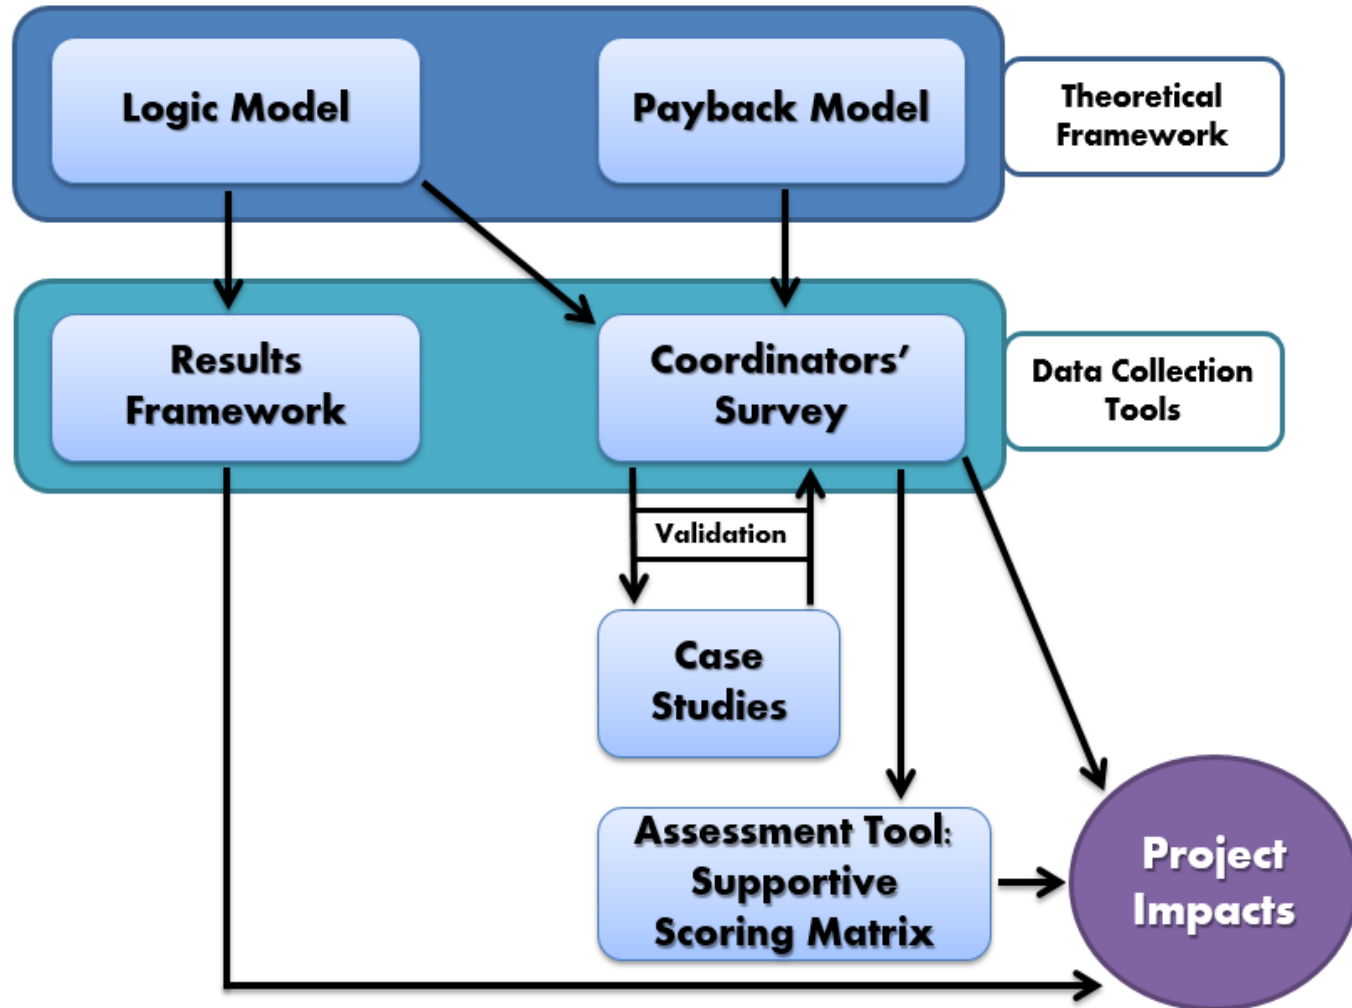 Logic Model
Payback Model
Theoretical
Framework
Results
Framework
Coordinators’
Survey
Data Collection
Tools
Validation
Case
Studies
Assessment Tool:
Supportive
Scoring Matrix
Project
Impacts